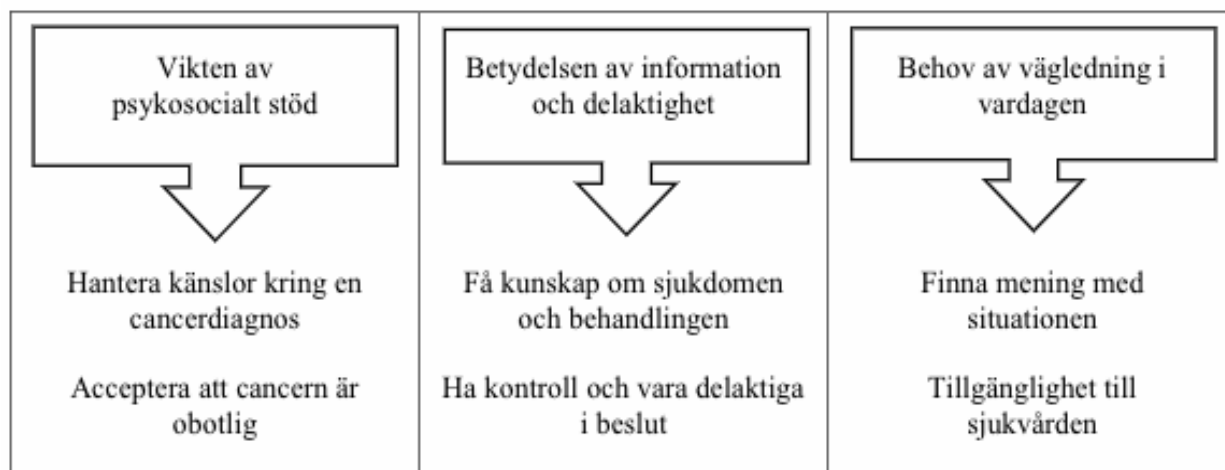 Vikten av
psykosocialt stöd
Hantera känslor kring en
cancerdiagnos
Acceptera att cancern är
obotlig
Betydelsen av information
och delaktighet
Få kunskap om sjukdomen
och behandlingen
Ha kontroll och vara delaktiga
i beslut
Behov av vägledning i
vardagen
Finna mening med
situationen
Tillgänglighet till
sjukvården